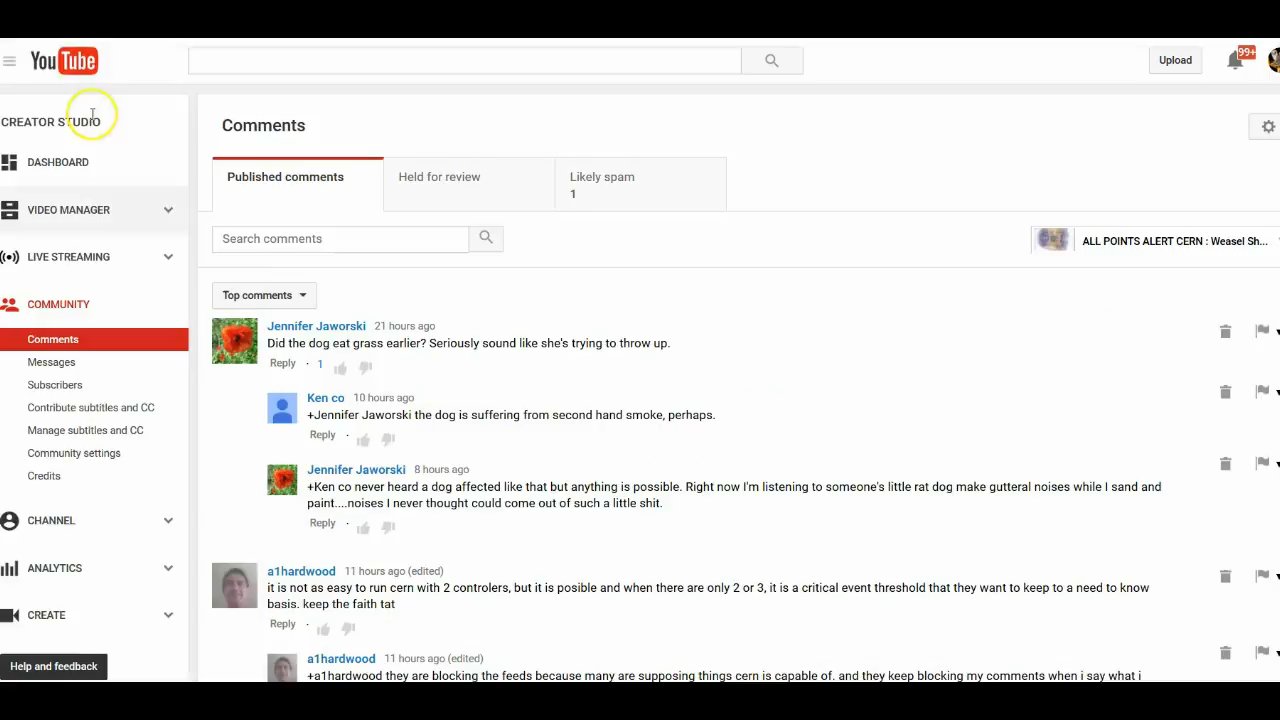 YouTube
Upload
99+
CREATOR STUDIO
DASHBOARD
VIDEO MANAGER
LIVE STREAMING
COMMUNITY
Comments
Messages
Subscribers
Contribute subtitles and CC
Manage subtitles and CC
Community settings
Credits
CHANNEL
ANALYTICS
CREATE
Help and feedback
Comments
Published comments
Held for review
Likely spam
1
Search comments
ALL POINTS ALERT CERN : Weasel Sh...
Top comments
Jennifer Jaworski 21 hours ago
Did the dog eat grass earlier? Seriously sound like she's trying to throw up.
Reply · 1
Ken co 10 hours ago
+Jennifer Jaworski the dog is suffering from second hand smoke, perhaps.
Reply ·
Jennifer Jaworski 8 hours ago
+Ken co never heard a dog affected like that but anything is possible. Right now I'm listening to someone's little rat dog make gutteral noises while I sand and
paint....noises I never thought could come out of such a little shit.
Reply ·
a1hardwood 11 hours ago (edited)
it is not as easy to run cern with 2 controlers, but it is posible and when there are only 2 or 3, it is a critical event threshold that they want to keep to a need to know
basis. keep the faith tat
Reply ·
a1hardwood 11 hours ago (edited)
+a1hardwood they are blocking the feeds because many are supposing things cern is capable of. and they keep blocking my comments when i say what i